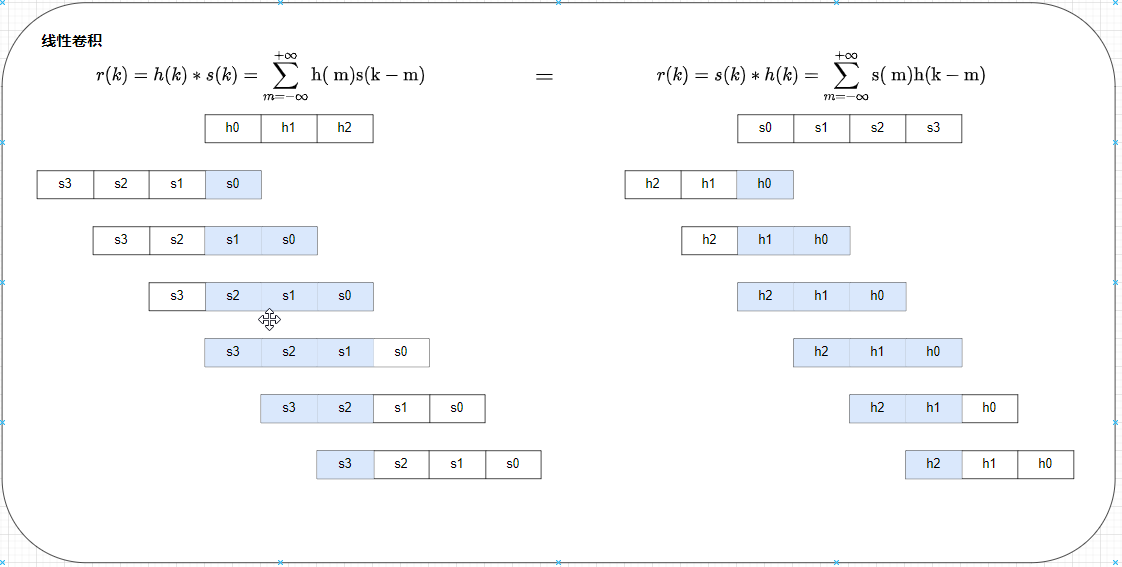 线性卷积
r(k) = h(k) * s(k) = \sum_{m=-\infty}^{+\infty} h( m)s(k − m) = r(k) = s(k) * h(k) = \sum_{m=-\infty}^{+\infty} s( m)h(k − m)
h0 h1 h2 s0 s1 s2 s3
s3 s2 s1 s0 h2 h1 h0
s3 s2 s1 s0 h2 h1 h0
s3 s2 s1 s0 h2 h1 h0
s3 s2 s1 s0 h2 h1 h0
s3 s2 s1 s0 h2 h1 h0
s3 s2 s1 s0 h2 h1 h0